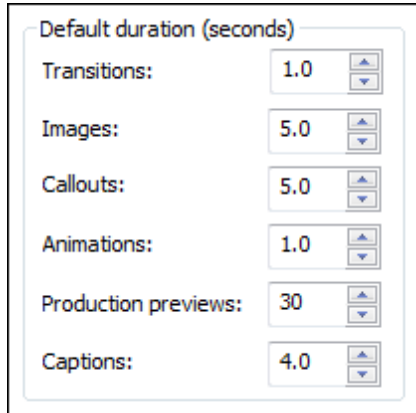 Default duration (seconds)
Transitions: 1.0
Images: 5.0
Callouts: 5.0
Animations: 1.0
Production previews: 30
Captions: 4.0